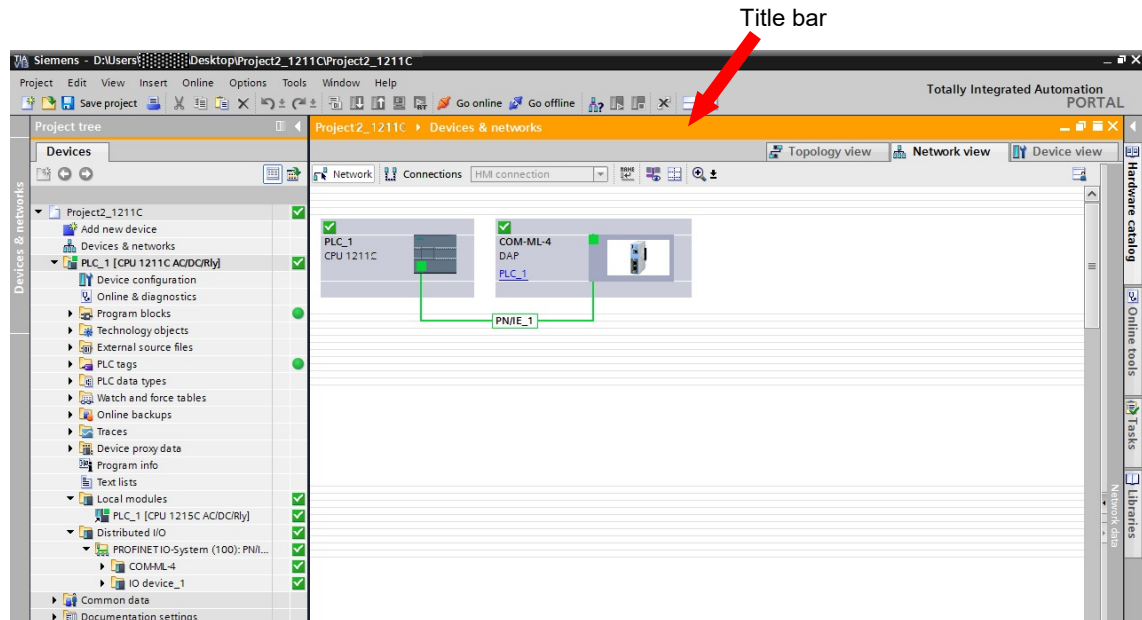 Title bar
Siemens - D:\Users\ \Desktop\Project2_1211C\Project2_1211C
Project Edit View Insert Online Options Tools Window Help
Totally Integrated Automation
PORTAL
Save project Go online Go offline
Project tree
Project2_1211C Devices & networks
Devices
Topology view Network view Device view
Network Connections HMI connection
Devices & networks
Project2_1211C
Add new device
Devices & networks
PLC_1 [CPU 1211C AC/DC/Rly]
Device configuration
Online & diagnostics
Program blocks
Technology objects
External source files
PLC tags
PLC data types
Watch and force tables
Online backups
Traces
Device proxy data
Program info
Text lists
Local modules
PLC_1 [CPU 1215C AC/DC/Rly]
Distributed I/O
PROFINET IO-System (100): PN/I...
COM-ML-4
IO device_1
Common data
Documentation settings
PLC_1
CPU 1211C
COM-ML-4
DAP
PLC_1
PN/IE_1
Hardware catalog
Online tools
Tasks
Libraries
Network data